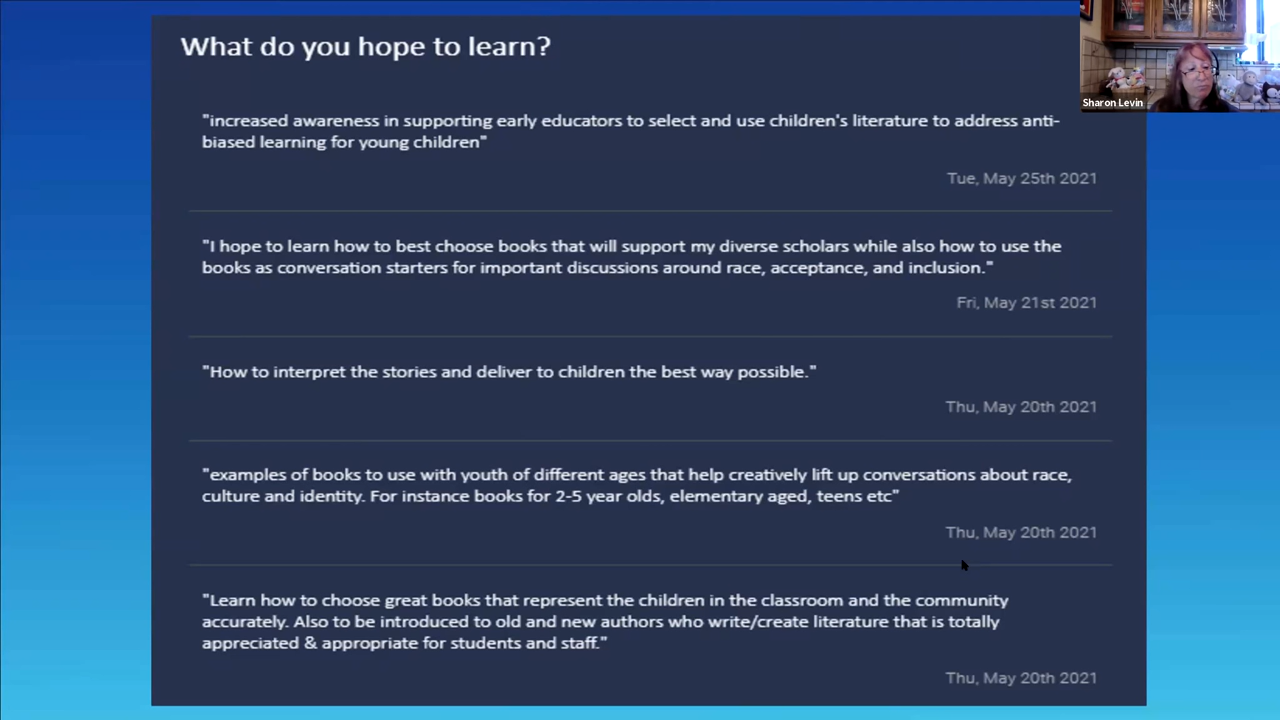 What do you hope to learn?
Sharon Levin
"increased awareness in supporting early educators to select and use children's literature to address anti-
biased learning for young children"
Tue, May 25th 2021
"I hope to learn how to best choose books that will support my diverse scholars while also how to use the
books as conversation starters for important discussions around race, acceptance, and inclusion."
Fri, May 21st 2021
"How to interpret the stories and deliver to children the best way possible."
Thu, May 20th 2021
"examples of books to use with youth of different ages that help creatively lift up conversations about race,
culture and identity. For instance books for 2-5 year olds, elementary aged, teens etc"
Thu, May 20th 2021
"Learn how to choose great books that represent the children in the classroom and the community
accurately. Also to be introduced to old and new authors who write/create literature that is totally
appreciated & appropriate for students and staff."
Thu, May 20th 2021